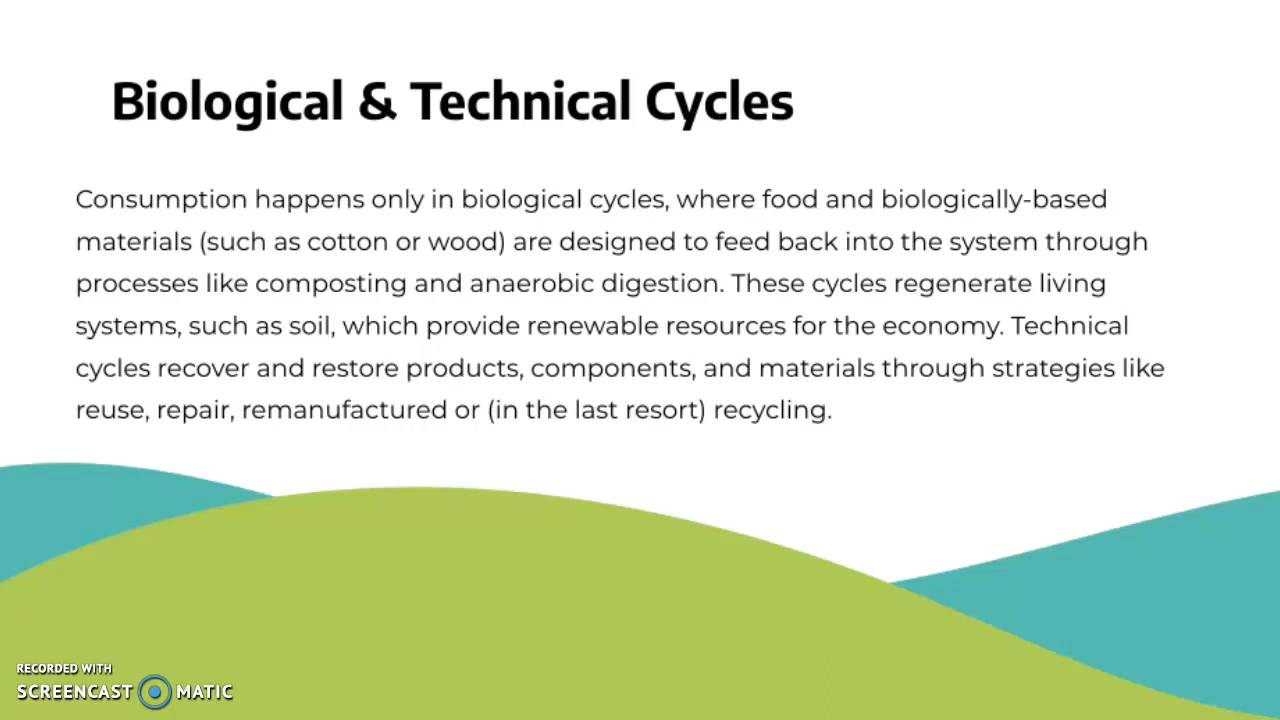 Biological & Technical Cycles
Consumption happens only in biological cycles, where food and biologically-based
materials (such as cotton or wood) are designed to feed back into the system through
processes like composting and anaerobic digestion. These cycles regenerate living
systems, such as soil, which provide renewable resources for the economy. Technical
cycles recover and restore products, components, and materials through strategies like
reuse, repair, remanufactured or (in the last resort) recycling.
RECORDED WITH
SCREENCAST MATIC